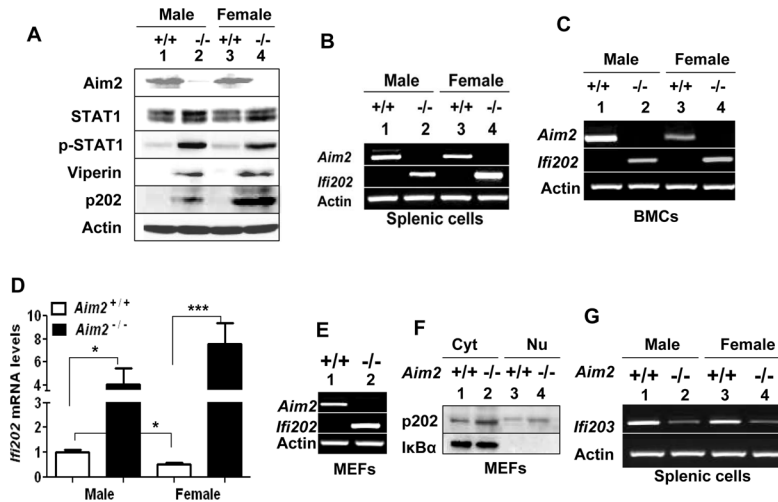 A
Male Female
+/+ -/- +/+ -/-
1 2 3 4
Aim2
STAT1
p-STAT1
Viperin
p202
Actin
B
Male Female
+/+ -/- +/+ -/-
1 2 3 4
Aim2
Ifi202
Actin
Splenic cells
C
Male Female
+/+ -/- +/+ -/-
1 2 3 4
Aim2
Ifi202
Actin
BMCs
D
Aim2+/+
Aim2-/-
Ifi202 mRNA levels
10
8
6
4
2
1
0
* *** *
Male Female
E
+/+ -/-
1 2
Aim2
Ifi202
Actin
MEFs
F
Cyt Nu
Aim2 +/+ -/- +/+ -/-
1 2 3 4
p202
IκBα
MEFs
G
Male Female
Aim2 +/+ -/- +/+ -/-
1 2 3 4
Ifi203
Actin
Splenic cells